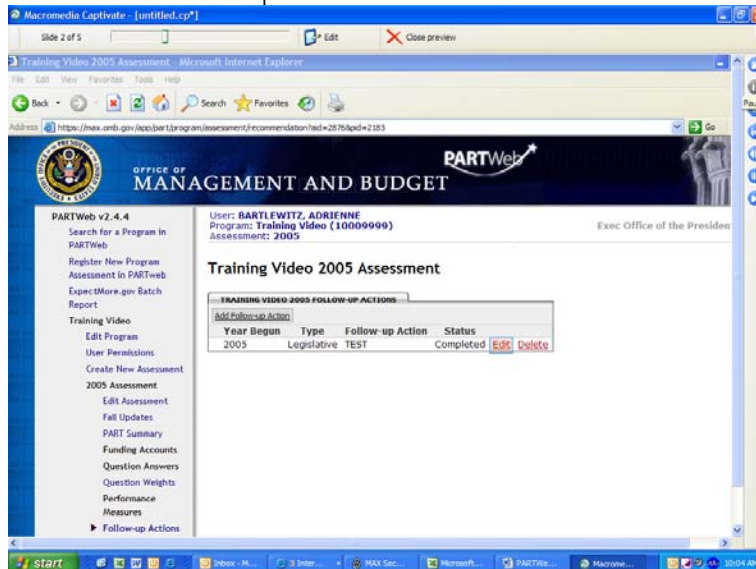 Macromedia Captivate - [untitled.cp*]
Slide 2 of 5
Edit
Close preview
Training Video 2005 Assessment - Microsoft Internet Explorer
File Edit View Favorites Tools Help
Back Search Favorites
Address https://max.omb.gov/app/part/program/assessment/recommendation?aid=2876&pid=2183 Go
OFFICE OF
MANAGEMENT AND BUDGET
PARTWeb
PARTWeb v2.4.4
Search for a Program in
PARTWeb
Register New Program
Assessment in PARTweb
ExpectMore.gov Batch
Report
Training Video
Edit Program
User Permissions
Create New Assessment
2005 Assessment
Edit Assessment
Fall Updates
PART Summary
Funding Accounts
Question Answers
Question Weights
Performance
Measures
Follow-up Actions
User: BARTLEWITZ, ADRIENNE
Program: Training Video (10009999)
Assessment: 2005
Exec Office of the Presiden
Training Video 2005 Assessment
TRAINING VIDEO 2005 FOLLOW-UP ACTIONS
Add Follow-up Action
Year Begun Type Follow-up Action Status
2005 Legislative TEST Completed Edit Delete
start
Inbox - M...
3 Inter...
MAX Sec...
Microsoft...
PARTWe...
Macrome...
10:04 AM